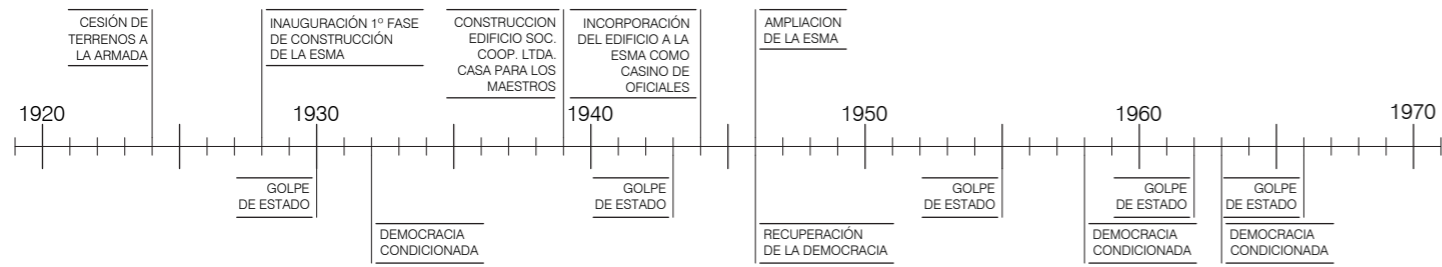 CESIÓN DE
TERRENOS A
LA ARMADA
INAUGURACIÓN 1º FASE
DE CONSTRUCCIÓN
DE LA ESMA
CONSTRUCCION
EDIFICIO SOC.
COOP. LTDA.
CASA PARA LOS
MAESTROS
INCORPORACIÓN
DEL EDIFICIO A LA
ESMA COMO
CASINO DE
OFICIALES
AMPLIACION
DE LA ESMA
1920
1930
1940
1950
1960
1970
GOLPE
DE ESTADO
DEMOCRACIA
CONDICIONADA
GOLPE
DE ESTADO
RECUPERACIÓN
DE LA DEMOCRACIA
GOLPE
DE ESTADO
DEMOCRACIA
CONDICIONADA
GOLPE
DE ESTADO
DEMOCRACIA
CONDICIONADA
GOLPE
DE ESTADO